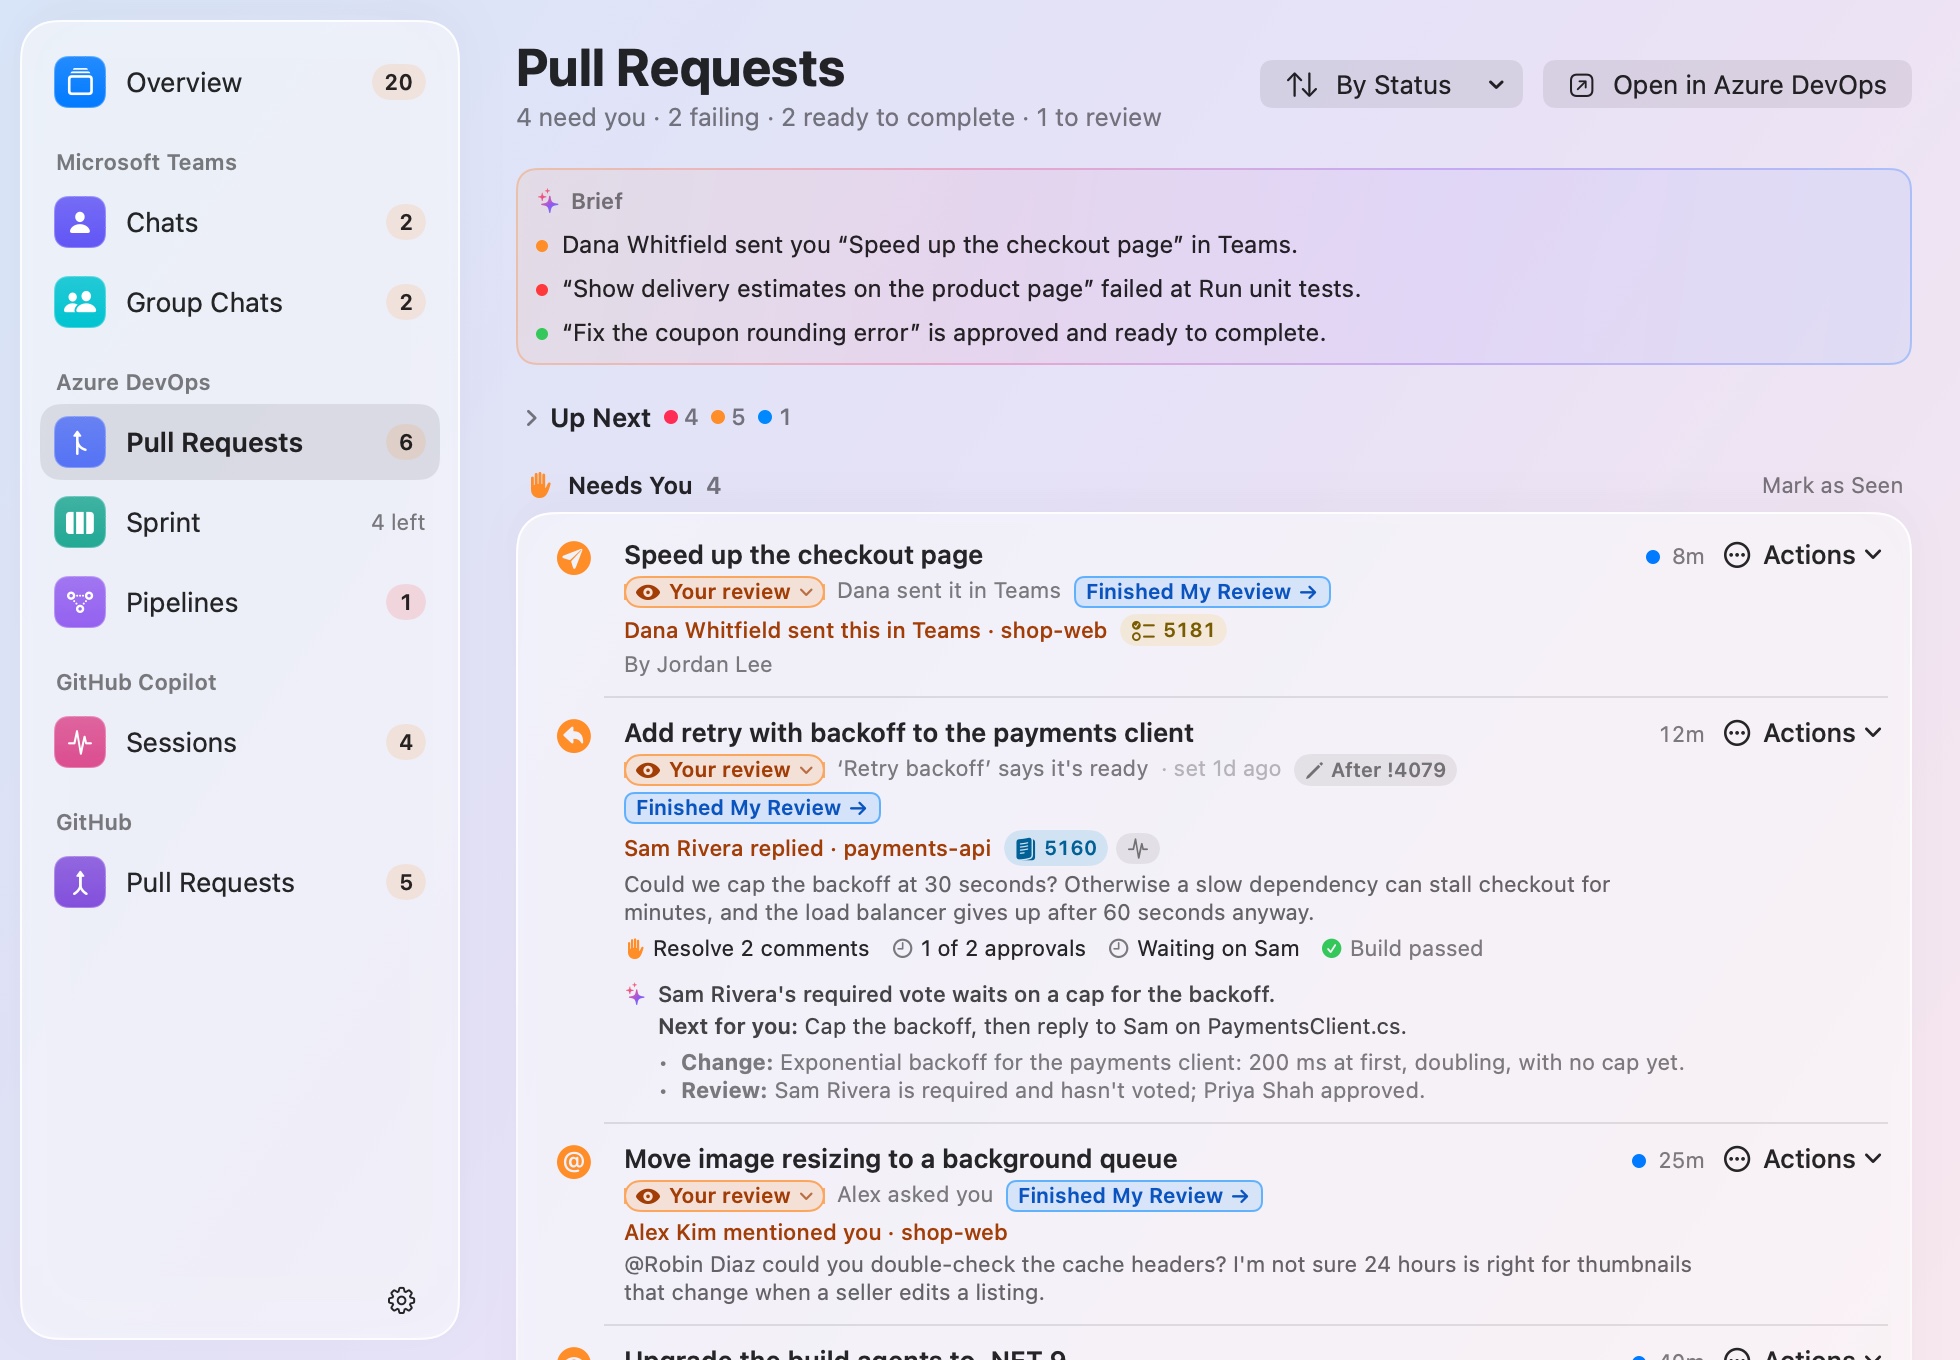 Overview 20
Microsoft Teams
Chats 2
Group Chats 2
Azure DevOps
Pull Requests 6
Sprint 4 left
Pipelines 1
GitHub Copilot
Sessions 4
GitHub
Pull Requests 5
Pull Requests
4 need you · 2 failing · 2 ready to complete · 1 to review
By Status
Open in Azure DevOps
Brief
Dana Whitfield sent you “Speed up the checkout page” in Teams.
“Show delivery estimates on the product page” failed at Run unit tests.
“Fix the coupon rounding error” is approved and ready to complete.
Up Next 4 5 1
Needs You 4 Mark as Seen
Speed up the checkout page 8m Actions
Your review Dana sent it in Teams Finished My Review →
Dana Whitfield sent this in Teams · shop-web 5181
By Jordan Lee
Add retry with backoff to the payments client 12m Actions
Your review ‘Retry backoff’ says it's ready · set 1d ago After !4079
Finished My Review →
Sam Rivera replied · payments-api 5160
Could we cap the backoff at 30 seconds? Otherwise a slow dependency can stall checkout for
minutes, and the load balancer gives up after 60 seconds anyway.
Resolve 2 comments 1 of 2 approvals Waiting on Sam Build passed
Sam Rivera's required vote waits on a cap for the backoff.
Next for you: Cap the backoff, then reply to Sam on PaymentsClient.cs.
• Change: Exponential backoff for the payments client: 200 ms at first, doubling, with no cap yet.
• Review: Sam Rivera is required and hasn't voted; Priya Shah approved.
Move image resizing to a background queue 25m Actions
Your review Alex asked you Finished My Review →
Alex Kim mentioned you · shop-web
@Robin Diaz could you double-check the cache headers? I'm not sure 24 hours is right for thumbnails
that change when a seller edits a listing.
Upgrade the build agents to .NET 9 40m Actions